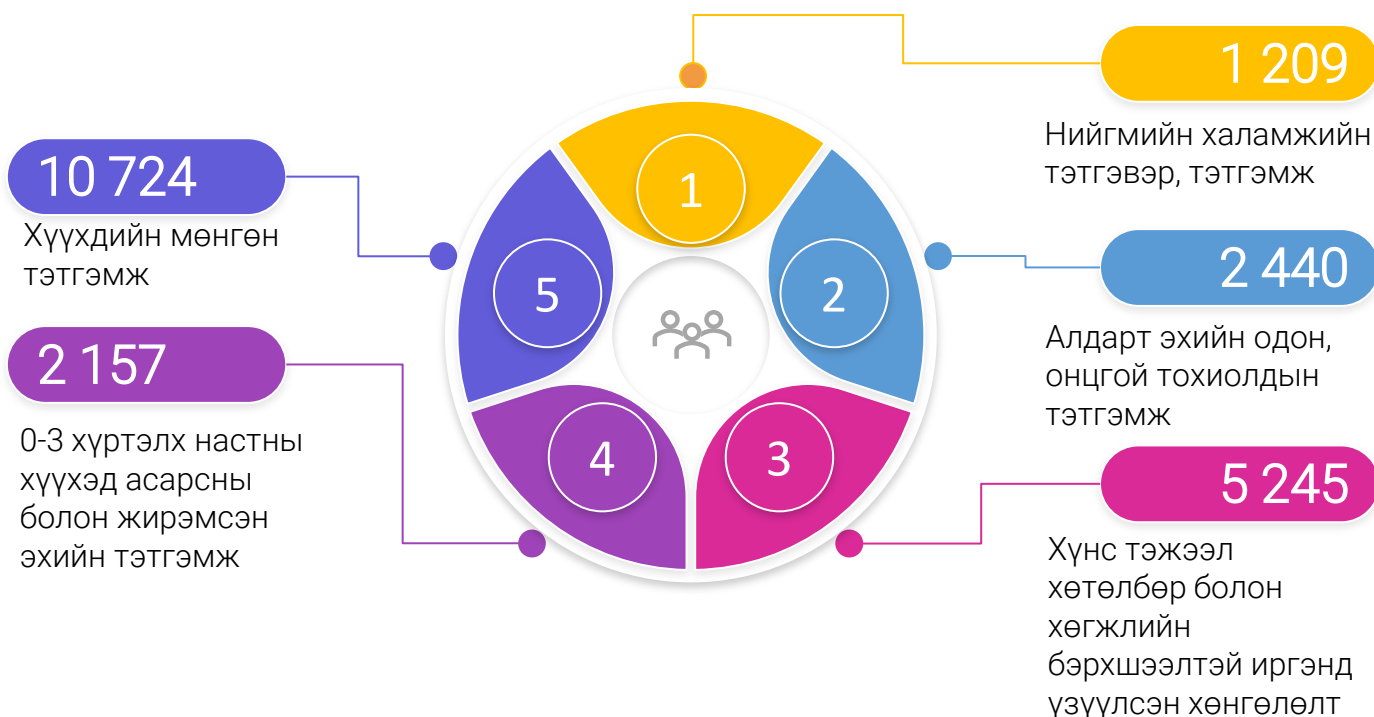 1 209
Нийгмийн халамжийн
тэтгэвэр, тэтгэмж
2 440
Алдарт эхийн одон,
онцгой тохиолдын
тэтгэмж
5 245
Хүнс тэжээл
хөтөлбөр болон
хөгжлийн
бэрхшээлтэй иргэнд
үзүүлсэн хөнгөлөлт
10 724
Хүүхдийн мөнгөн
тэтгэмж
2 157
0-3 хүртэлх настны
хүүхэд асарсны
болон жирэмсэн
эхийн тэтгэмж
1
2
3
4
5